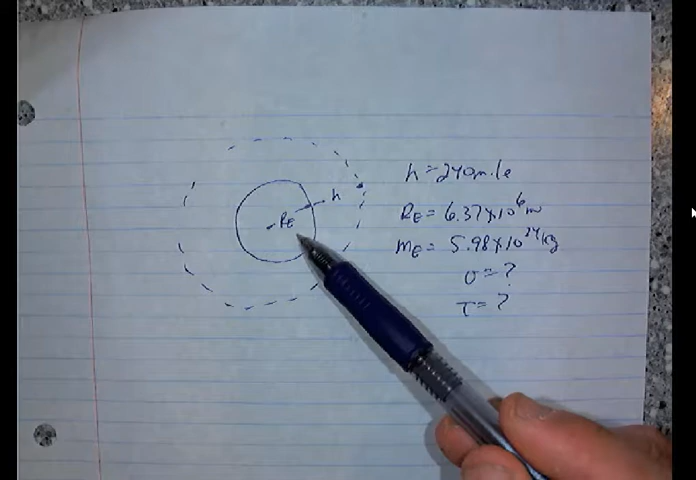 h = 240 mile
h
RE
RE = 6.37 x 10^6 m
mE = 5.98 x 10^24 kg
v = ?
T = ?